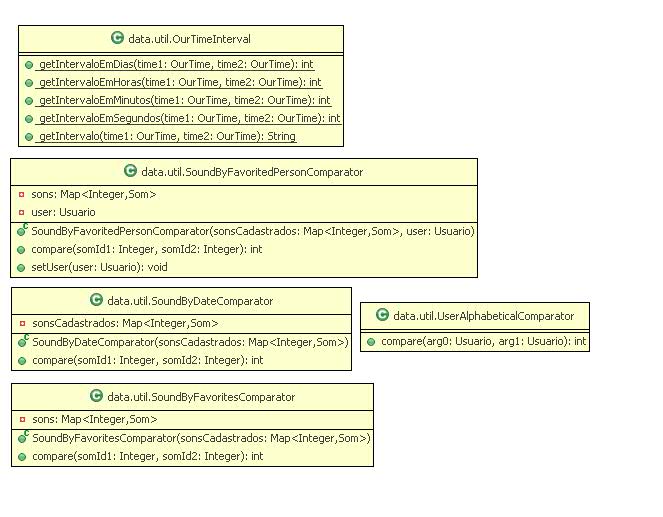 data.util.OurTimeInterval
getIntervaloEmDias(time1: OurTime, time2: OurTime): int
getIntervaloEmHoras(time1: OurTime, time2: OurTime): int
getIntervaloEmMinutos(time1: OurTime, time2: OurTime): int
getIntervaloEmSegundos(time1: OurTime, time2: OurTime): int
getIntervalo(time1: OurTime, time2: OurTime): String
data.util.SoundByFavoritedPersonComparator
sons: Map<Integer,Som>
user: Usuario
SoundByFavoritedPersonComparator(sonsCadastrados: Map<Integer,Som>, user: Usuario)
compare(somId1: Integer, somId2: Integer): int
setUser(user: Usuario): void
data.util.SoundByDateComparator
sonsCadastrados: Map<Integer,Som>
SoundByDateComparator(sonsCadastrados: Map<Integer,Som>)
compare(somId1: Integer, somId2: Integer): int
data.util.UserAlphabeticalComparator
compare(arg0: Usuario, arg1: Usuario): int
data.util.SoundByFavoritesComparator
sons: Map<Integer,Som>
SoundByFavoritesComparator(sonsCadastrados: Map<Integer,Som>)
compare(somId1: Integer, somId2: Integer): int